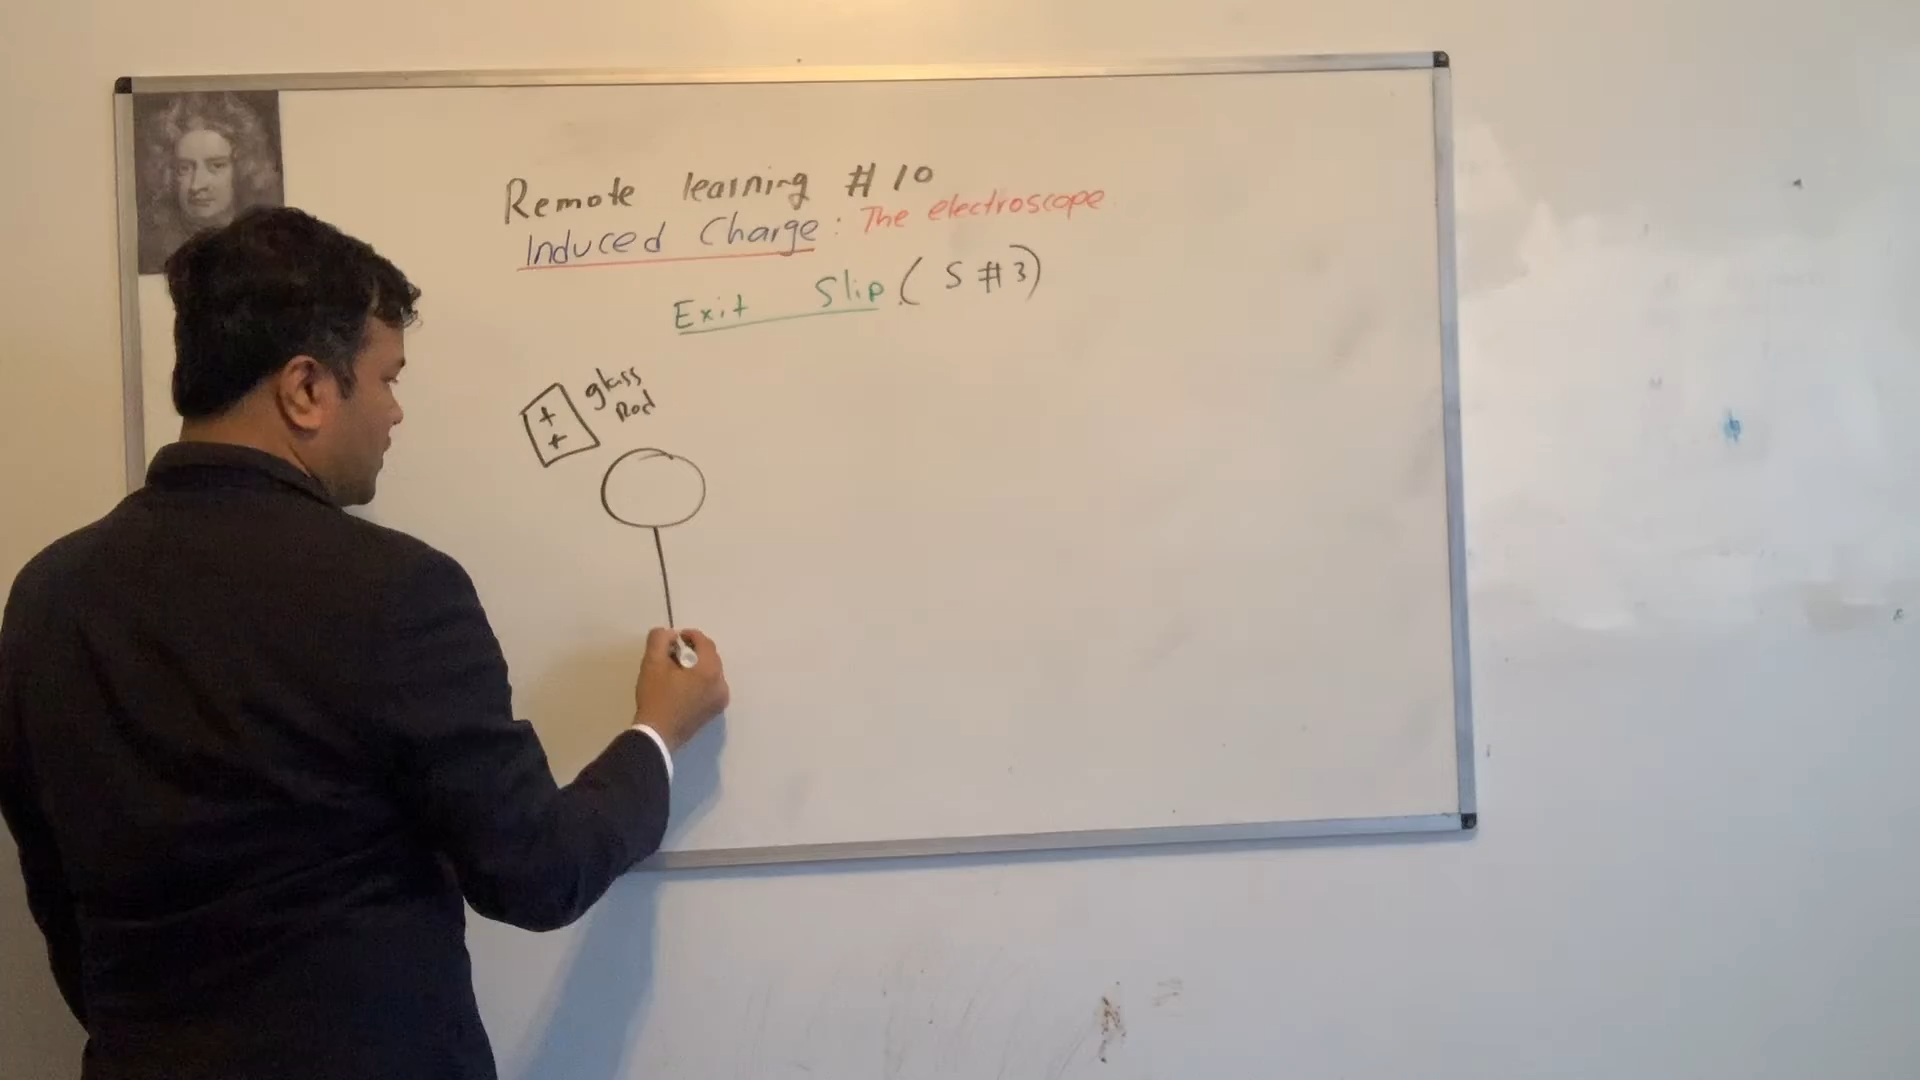 Remote learning #10
Induced Charge: The electroscope
Exit Slip (S #3)
glass
Rod
+
+